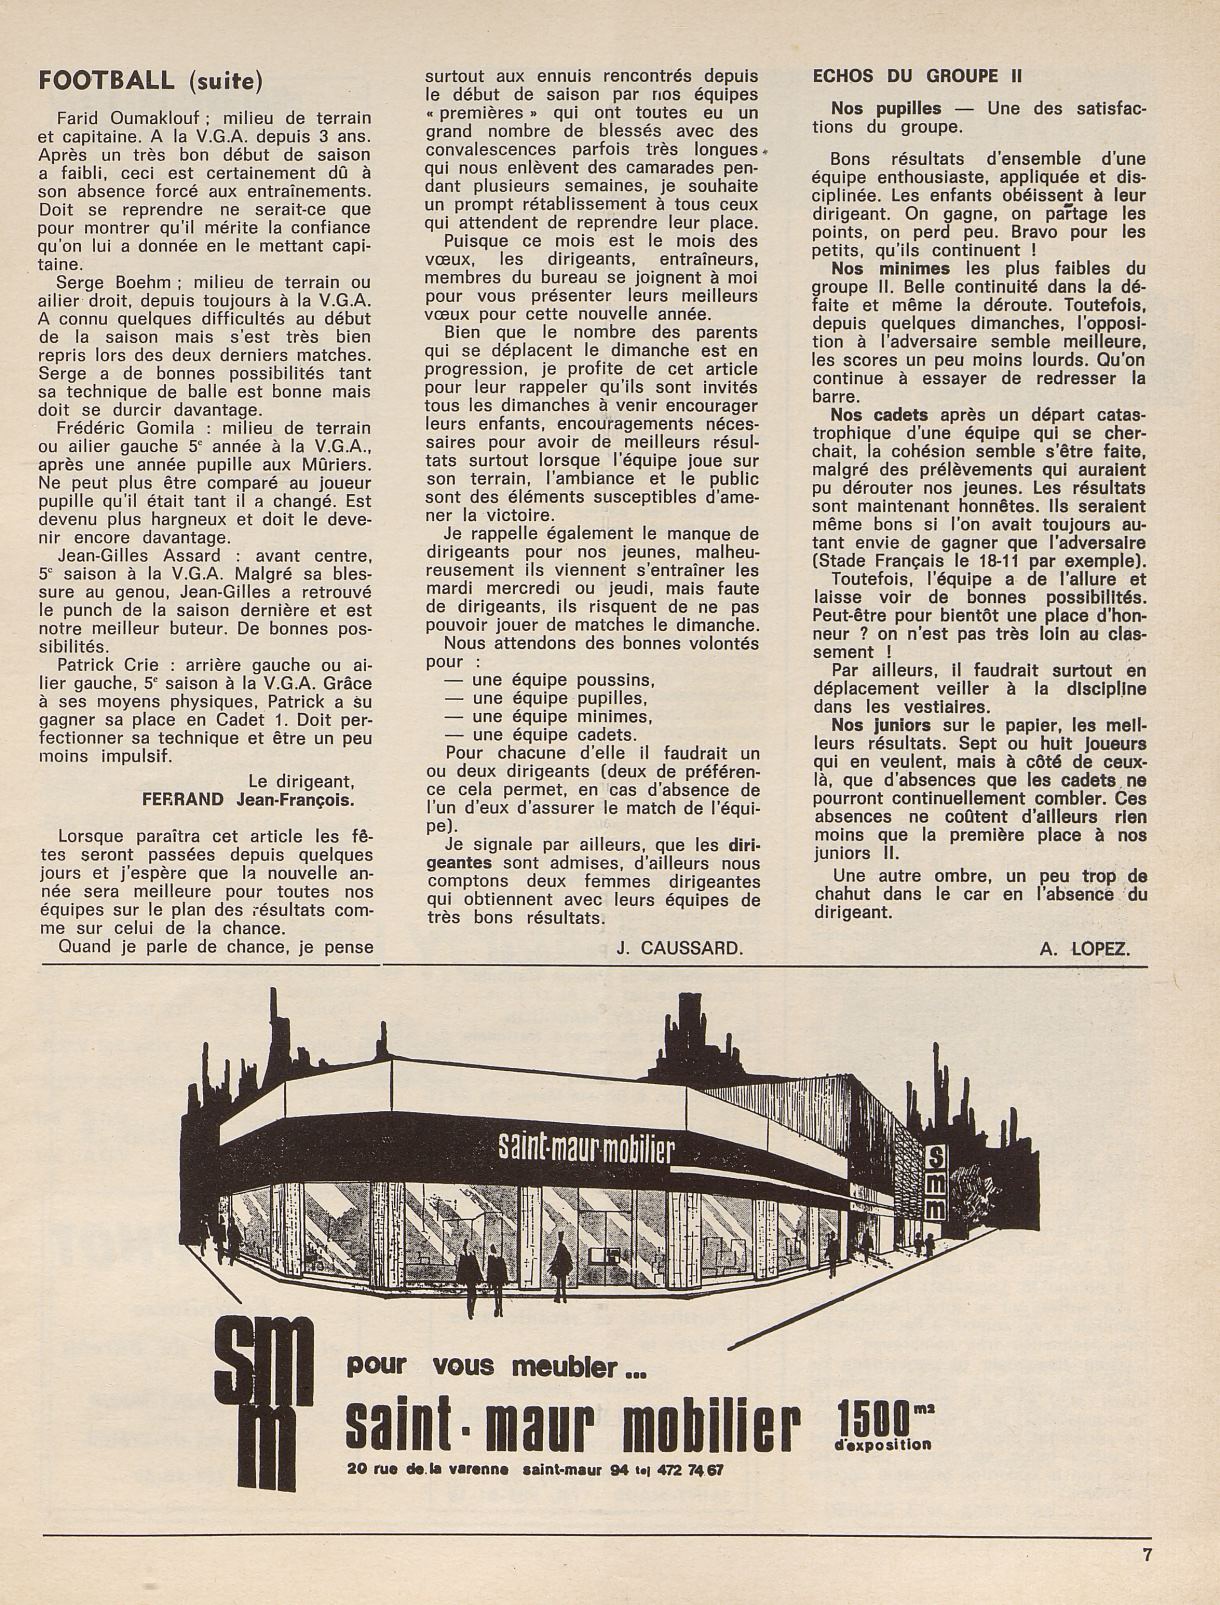 FOOTBALL (suite)
Farid Oumaklouf ; milieu de terrain
et capitaine. A la V.G.A. depuis 3 ans.
Après un très bon début de saison
a faibli, ceci est certainement dû à
son absence forcé aux entraînements.
Doit se reprendre ne serait-ce que
pour montrer qu'il mérite la confiance
qu'on lui a donnée en le mettant capi-
taine.
Serge Boehm ; milieu de terrain ou
ailier droit, depuis toujours à la V.G.A.
A connu quelques difficultés au début
de la saison mais s'est très bien
repris lors des deux derniers matches.
Serge a de bonnes possibilités tant
sa technique de balle est bonne mais
doit se durcir davantage.
Frédéric Gomila : milieu de terrain
ou ailier gauche 5e année à la V.G.A.,
après une année pupille aux Mûriers.
Ne peut plus être comparé au joueur
pupille qu'il était tant il a changé. Est
devenu plus hargneux et doit le deve-
nir encore davantage.
Jean-Gilles Assard : avant centre,
5e saison à la V.G.A. Malgré sa bles-
sure au genou, Jean-Gilles a retrouvé
le punch de la saison dernière et est
notre meilleur buteur. De bonnes pos-
sibilités.
Patrick Crie : arrière gauche ou ai-
lier gauche, 5e saison à la V.G.A. Grâce
à ses moyens physiques, Patrick a su
gagner sa place en Cadet 1. Doit per-
fectionner sa technique et être un peu
moins impulsif.
Le dirigeant,
FERRAND Jean-François.
Lorsque paraîtra cet article les fê-
tes seront passées depuis quelques
jours et j'espère que la nouvelle an-
née sera meilleure pour toutes nos
équipes sur le plan des résultats com-
me sur celui de la chance.
Quand je parle de chance, je pense
surtout aux ennuis rencontrés depuis
le début de saison par nos équipes
« premières » qui ont toutes eu un
grand nombre de blessés avec des
convalescences parfois très longues
qui nous enlèvent des camarades pen-
dant plusieurs semaines, je souhaite
un prompt rétablissement à tous ceux
qui attendent de reprendre leur place.
Puisque ce mois est le mois des
vœux, les dirigeants, entraîneurs,
membres du bureau se joignent à moi
pour vous présenter leurs meilleurs
vœux pour cette nouvelle année.
Bien que le nombre des parents
qui se déplacent le dimanche est en
progression, je profite de cet article
pour leur rappeler qu'ils sont invités
tous les dimanches à venir encourager
leurs enfants, encouragements néces-
saires pour avoir de meilleurs résul-
tats surtout lorsque l'équipe joue sur
son terrain, l'ambiance et le public
sont des éléments susceptibles d'ame-
ner la victoire.
Je rappelle également le manque de
dirigeants pour nos jeunes, malheu-
reusement ils viennent s'entraîner les
mardi mercredi ou jeudi, mais faute
de dirigeants, ils risquent de ne pas
pouvoir jouer de matches le dimanche.
Nous attendons des bonnes volontés
pour :
— une équipe poussins,
— une équipe pupilles,
— une équipe minimes,
— une équipe cadets.
Pour chacune d'elle il faudrait un
ou deux dirigeants (deux de préféren-
ce cela permet, en cas d'absence de
l'un d'eux d'assurer le match de l'équi-
pe).
Je signale par ailleurs, que les diri-
geantes sont admises, d'ailleurs nous
comptons deux femmes dirigeantes
qui obtiennent avec leurs équipes de
très bons résultats.
J. CAUSSARD.
ECHOS DU GROUPE II
Nos pupilles — Une des satisfac-
tions du groupe.
Bons résultats d'ensemble d'une
équipe enthousiaste, appliquée et dis-
ciplinée. Les enfants obéissent à leur
dirigeant. On gagne, on partage les
points, on perd peu. Bravo pour les
petits, qu'ils continuent !
Nos minimes les plus faibles du
groupe II. Belle continuité dans la dé-
faite et même la déroute. Toutefois,
depuis quelques dimanches, l'opposi-
tion à l'adversaire semble meilleure,
les scores un peu moins lourds. Qu'on
continue à essayer de redresser la
barre.
Nos cadets après un départ catas-
trophique d'une équipe qui se cher-
chait, la cohésion semble s'être faite,
malgré des prélèvements qui auraient
pu dérouter nos jeunes. Les résultats
sont maintenant honnêtes. Ils seraient
même bons si l'on avait toujours au-
tant envie de gagner que l'adversaire
(Stade Français le 18-11 par exemple).
Toutefois, l'équipe a de l'allure et
laisse voir de bonnes possibilités.
Peut-être pour bientôt une place d'hon-
neur ? on n'est pas très loin au clas-
sement !
Par ailleurs, il faudrait surtout en
déplacement veiller à la discipline
dans les vestiaires.
Nos juniors sur le papier, les meil-
leurs résultats. Sept ou huit joueurs
qui en veulent, mais à côté de ceux-
là, que d'absences que les cadets ne
pourront continuellement combler. Ces
absences ne coûtent d'ailleurs rien
moins que la première place à nos
juniors II.
Une autre ombre, un peu trop de
chahut dans le car en l'absence du
dirigeant.
A. LOPEZ.
saint-maur mobilier
s
m
m
sm
m
pour vous meubler...
saint-maur mobilier 1500 m2
d'exposition
20 rue de la varenne saint-maur 94 tel 472 74 67
7